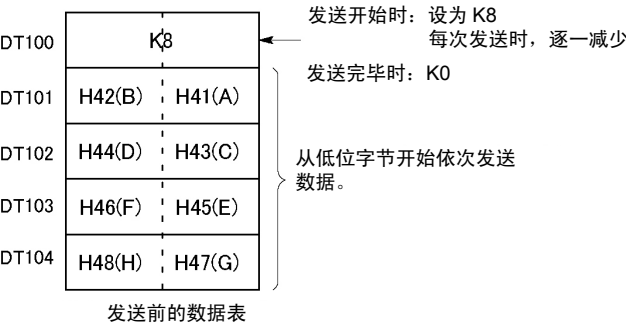 发送开始时：设为 K8
每次发送时，逐一减少
DT100 K8
发送完毕时：K0
DT101 H42(B) H41(A)
DT102 H44(D) H43(C)
从低位字节开始依次发送
数据。
DT103 H46(F) H45(E)
DT104 H48(H) H47(G)
发送前的数据表